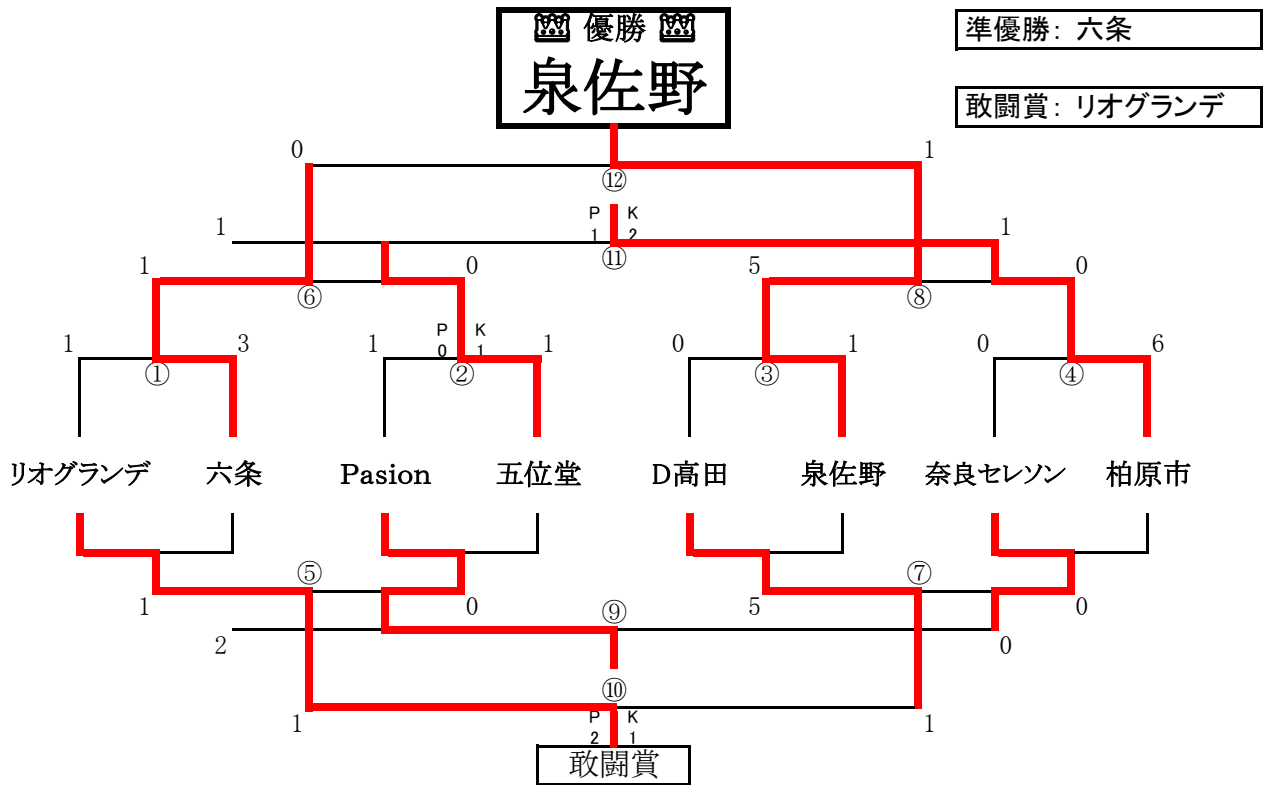 優勝
泉佐野
準優勝： 六条
敢闘賞： リオグランデ
0 1
⑫
P K
1 1 2 1
⑪
1 0 5 0
⑥ ⑧
P K
1 3 1 0 1 1 0 1 0 6
① ② ③ ④
リオグランデ 六条 Pasion 五位堂 D高田 泉佐野 奈良セレソン 柏原市
⑤ ⑦
1 0 5 0
⑨
2 0
⑩
P K
1 2 1 1
敢闘賞